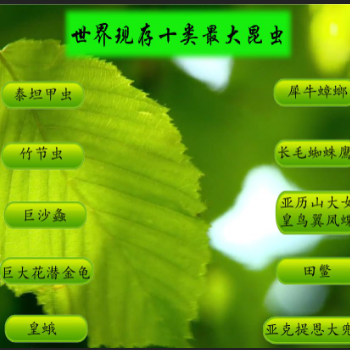 世界现存十类最大昆虫
泰坦甲虫
竹节虫
巨沙螽
巨大花潜金龟
皇蛾
犀牛蟑螂
长毛蜘蛛鹰
亚历山大女
皇鸟翼凤蝶
田鳖
亚克提恩大兜